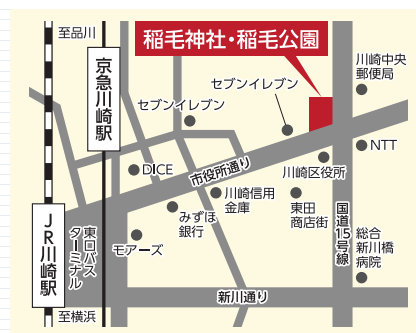 至品川
稲毛神社・稲毛公園
京急川崎駅
セブンイレブン
セブンイレブン
川崎中央
郵便局
NTT
市役所通り
DICE
川崎区役所
川崎信用
金庫
東田
商店街
みずほ
銀行
モアーズ
JR川崎駅
東口バス
ターミナル
国道15号線
総合
新川橋
病院
新川通り
至横浜